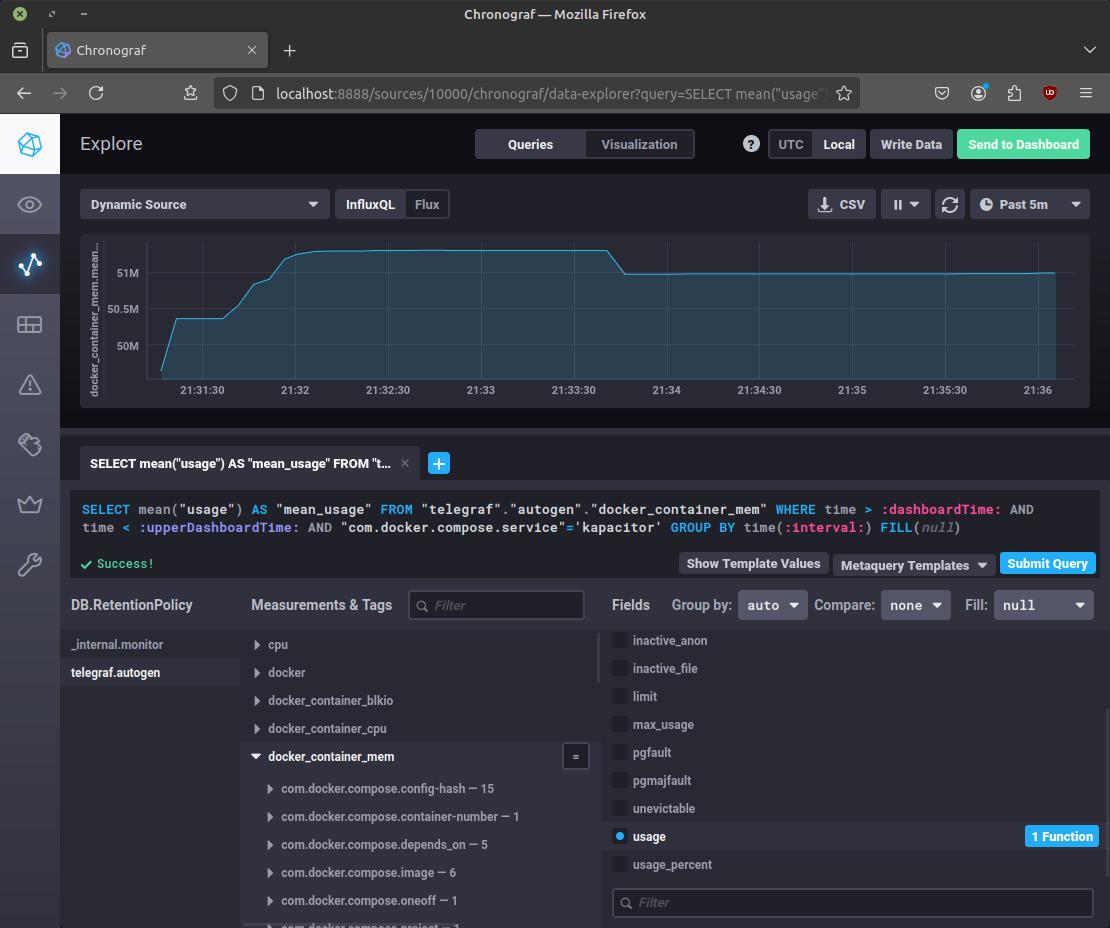 Chronograf — Mozilla Firefox
Chronograf
localhost:8888/sources/10000/chronograf/data-explorer?query=SELECT mean("usage")
Explore
Queries
Visualization
?
UTC
Local
Write Data
Send to Dashboard
Dynamic Source
InfluxQL
Flux
CSV
Past 5m
docker_container_mem.mean...
51M
50.5M
50M
21:31:30
21:32
21:32:30
21:33
21:33:30
21:34
21:34:30
21:35
21:35:30
21:36
SELECT mean("usage") AS "mean_usage" FROM "t...
SELECT mean("usage") AS "mean_usage" FROM "telegraf"."autogen"."docker_container_mem" WHERE time > :dashboardTime: AND
time < :upperDashboardTime: AND "com.docker.compose.service"='kapacitor' GROUP BY time(:interval:) FILL(null)
Success!
Show Template Values
Metaquery Templates
Submit Query
DB.RetentionPolicy
Measurements & Tags
Filter
Fields
Group by:
auto
Compare:
none
Fill:
null
_internal.monitor
telegraf.autogen
cpu
docker
docker_container_blkio
docker_container_cpu
docker_container_mem
=
com.docker.compose.config-hash — 15
com.docker.compose.container-number — 1
com.docker.compose.depends_on — 5
com.docker.compose.image — 6
com.docker.compose.oneoff — 1
com.docker.compose.project — 1
inactive_anon
inactive_file
limit
max_usage
pgfault
pgmajfault
unevictable
usage
1 Function
usage_percent
Filter